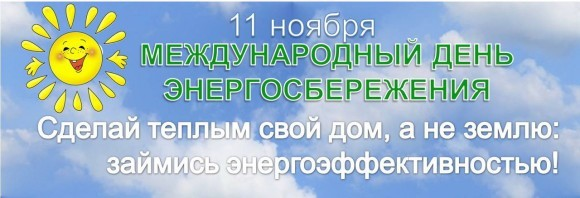 11 ноября
МЕЖДУНАРОДНЫЙ ДЕНЬ
ЭНЕРГОСБЕРЕЖЕНИЯ
Сделай теплым свой дом, а не землю:
займись энергоэффективностью!